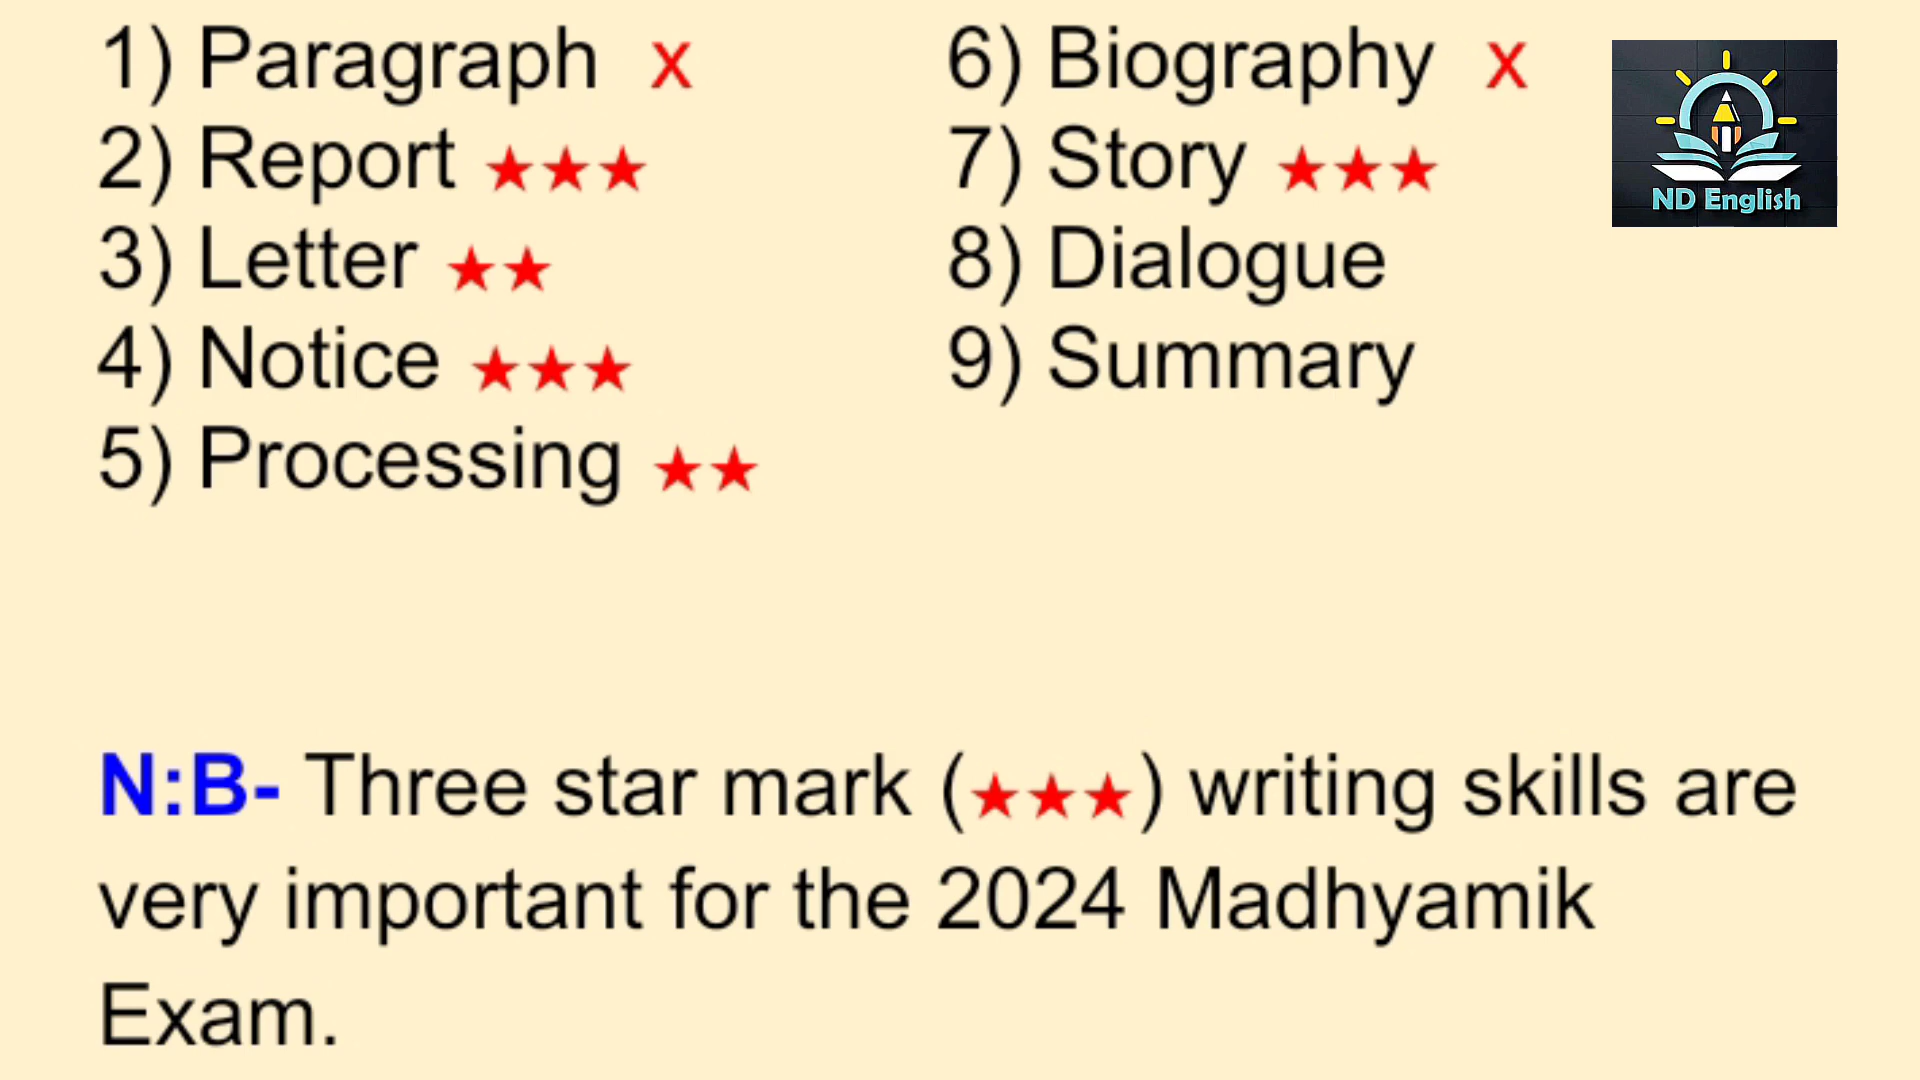 1) Paragraph x
2) Report ★★★
3) Letter ★★
4) Notice ★★★
5) Processing ★★
6) Biography x
7) Story ★★★
8) Dialogue
9) Summary
ND English
N:B- Three star mark (★★★) writing skills are
very important for the 2024 Madhyamik
Exam.